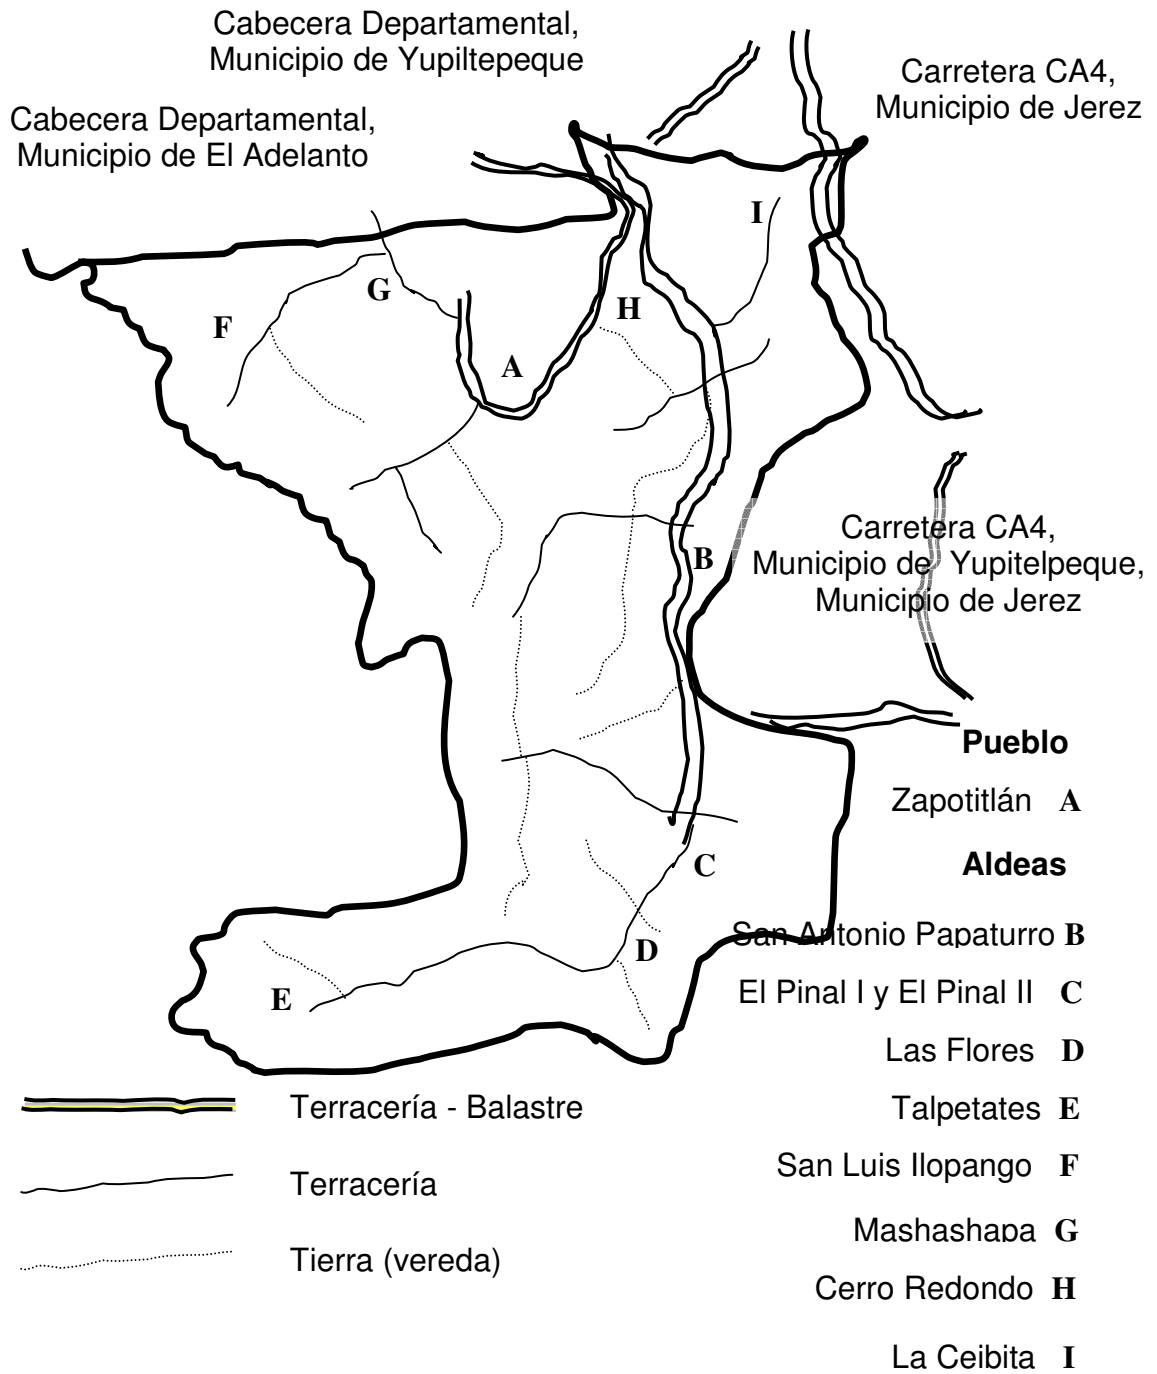 Cabecera Departamental,
Municipio de Yupiltepeque
Carretera CA4,
Municipio de Jerez
Cabecera Departamental,
Municipio de El Adelanto
I
G
H
F
A
Carretera CA4,
Municipio de Yupitelpeque,
Municipio de Jerez
B
C
D
E
Pueblo
Zapotitlán A
Aldeas
San Antonio Papaturro B
El Pinal I y El Pinal II C
Las Flores D
Talpetates E
San Luis Ilopango F
Mashashapa G
Cerro Redondo H
La Ceibita I
Terracería - Balastre
Terracería
Tierra (vereda)